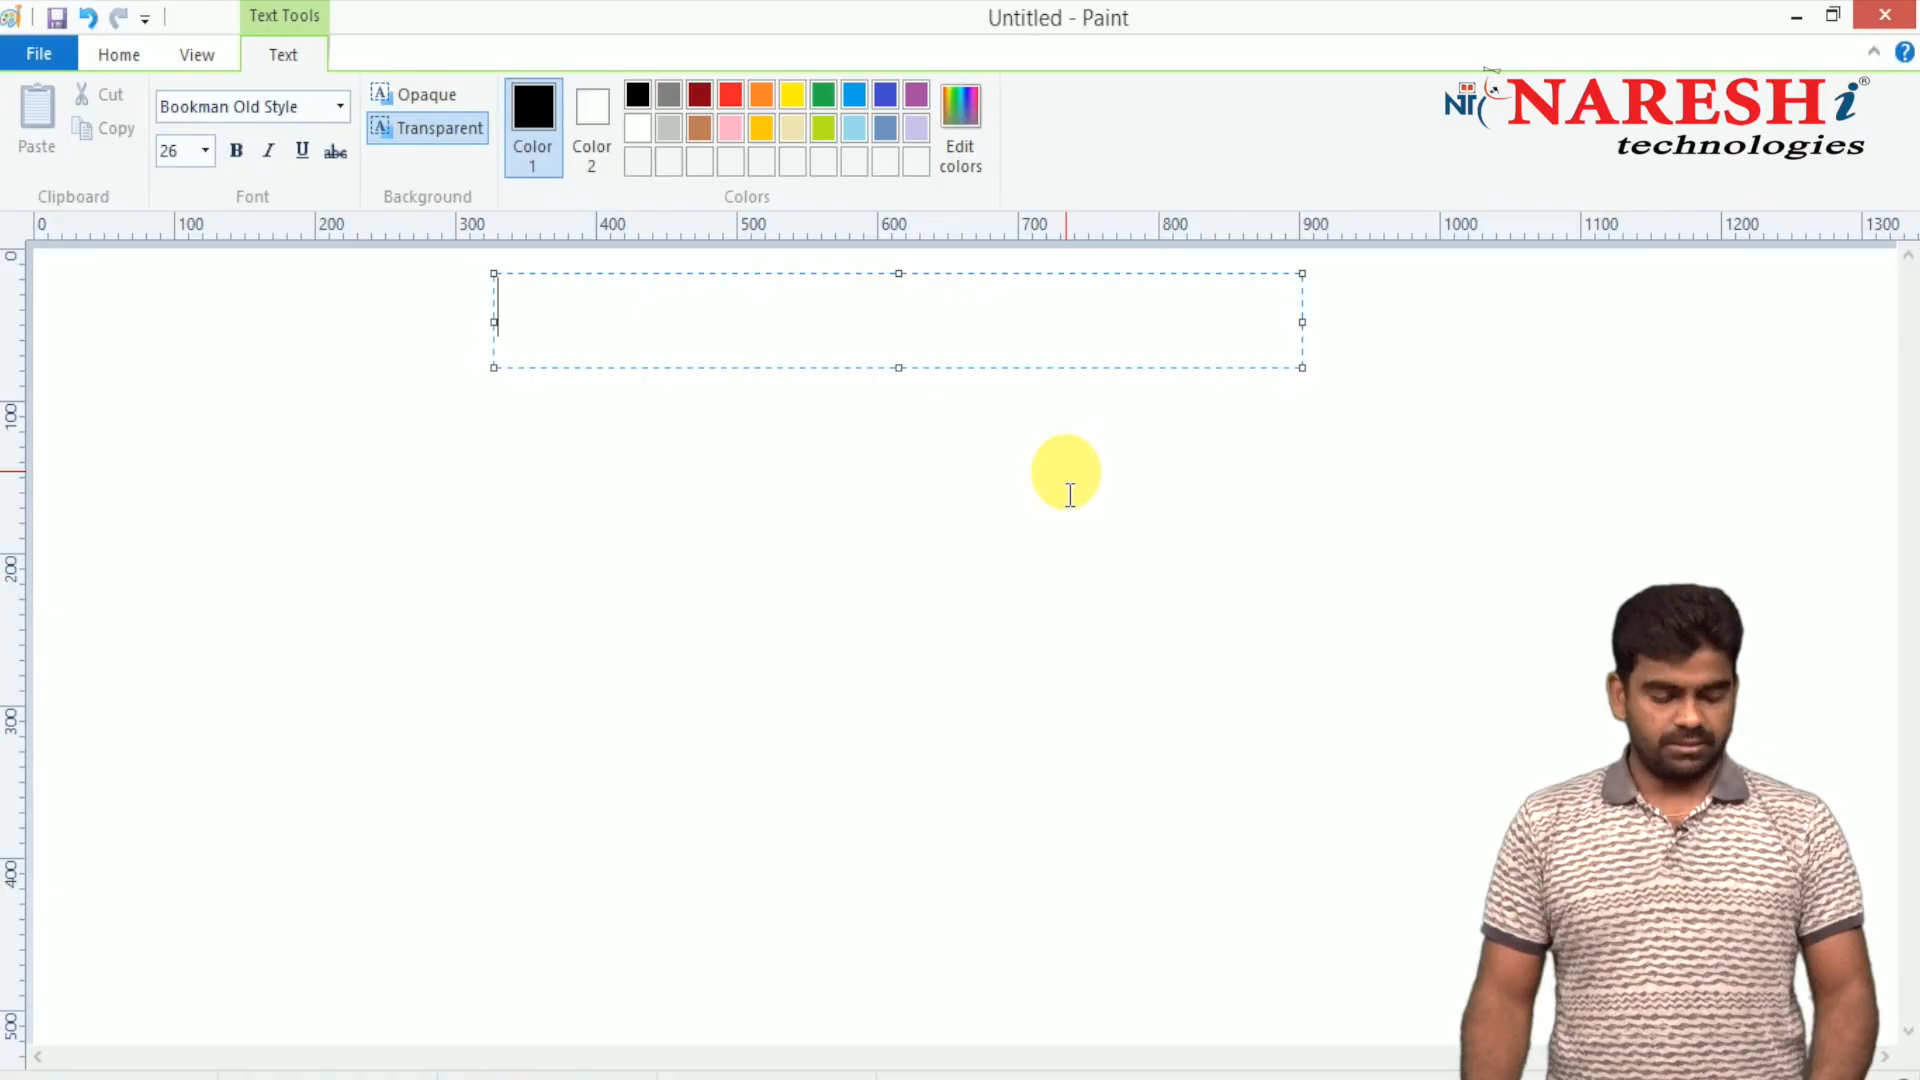 Text Tools
Untitled - Paint
File
Home
View
Text
?
Paste
Cut
Copy
Clipboard
Bookman Old Style
26
B I U abc
Font
A Opaque
A Transparent
Background
Color 1
Color 2
Edit colors
Colors
NTi NARESH i ®
technologies
0 100 200 300 400 500 600 700 800 900 1000 1100 1200 1300
0
100
200
300
400
500